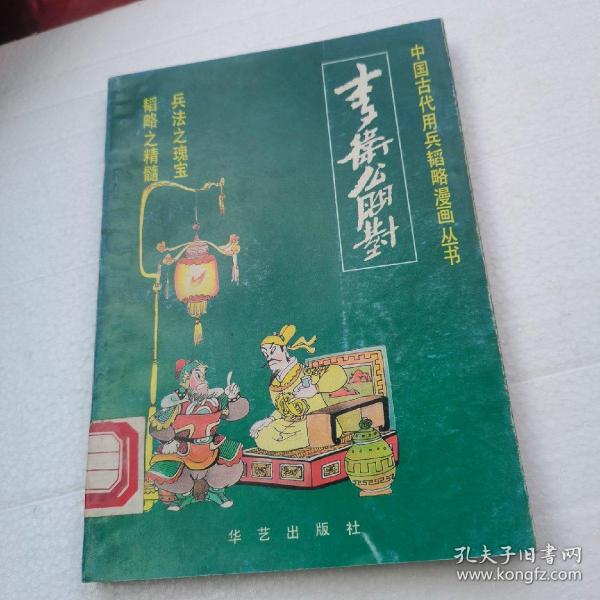 中国古代用兵韬略漫画丛书
李衛公问對
兵法之瑰宝
韬略之精髓
华艺出版社
孔夫子旧书网
www.kongfz.com